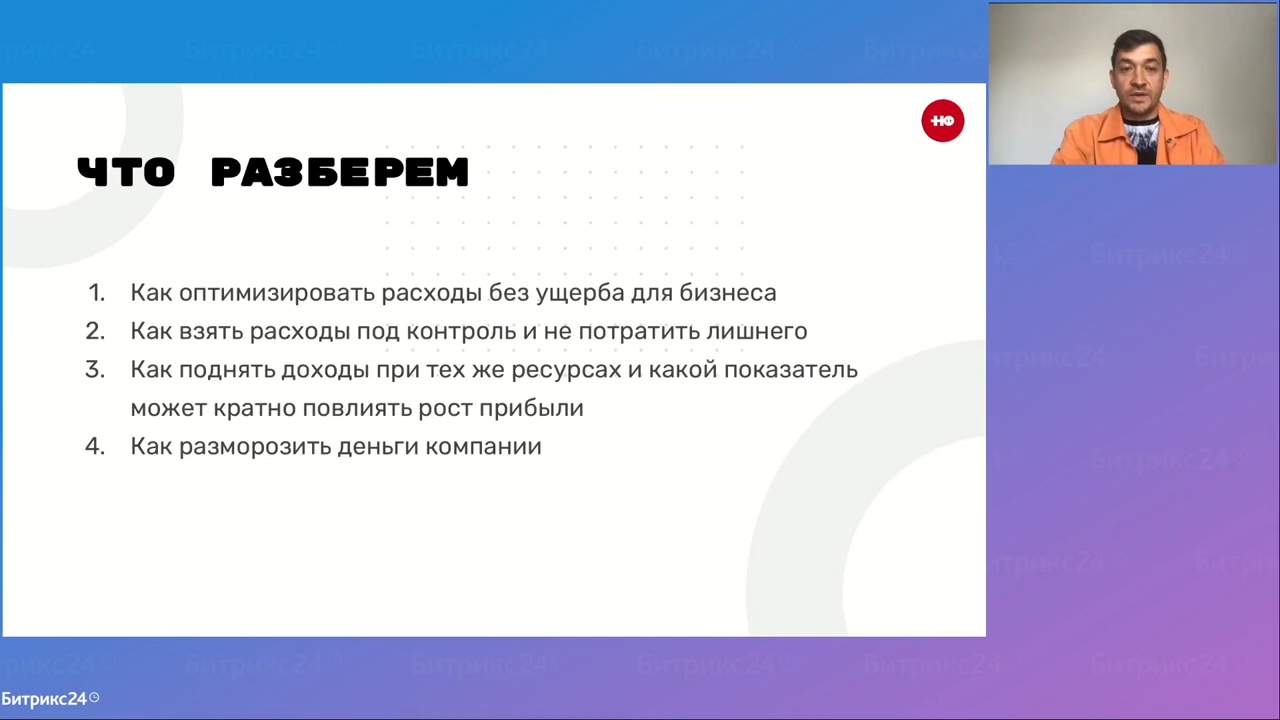 НФ
ЧТО РАЗБЕРЕМ
1. Как оптимизировать расходы без ущерба для бизнеса
2. Как взять расходы под контроль и не потратить лишнего
3. Как поднять доходы при тех же ресурсах и какой показатель
может кратно повлиять рост прибыли
4. Как разморозить деньги компании
Битрикс24